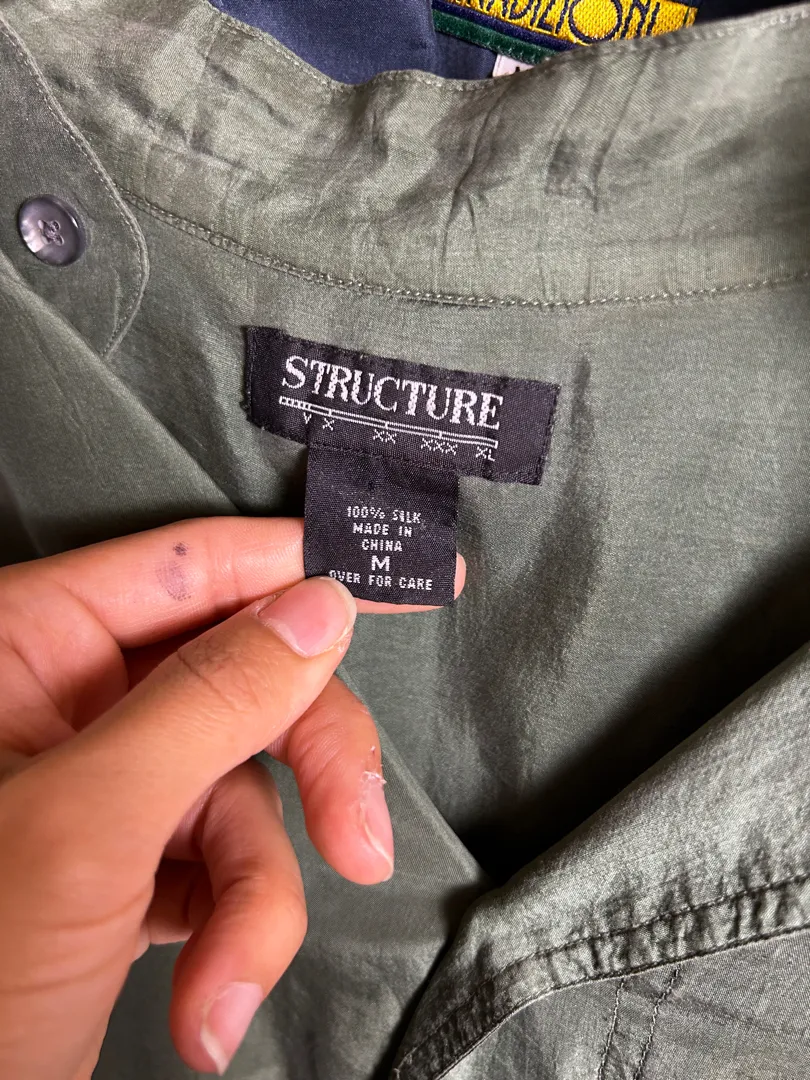 STRUCTURE
V X XX XXX XL
100% SILK
MADE IN
CHINA
M
OVER FOR CARE